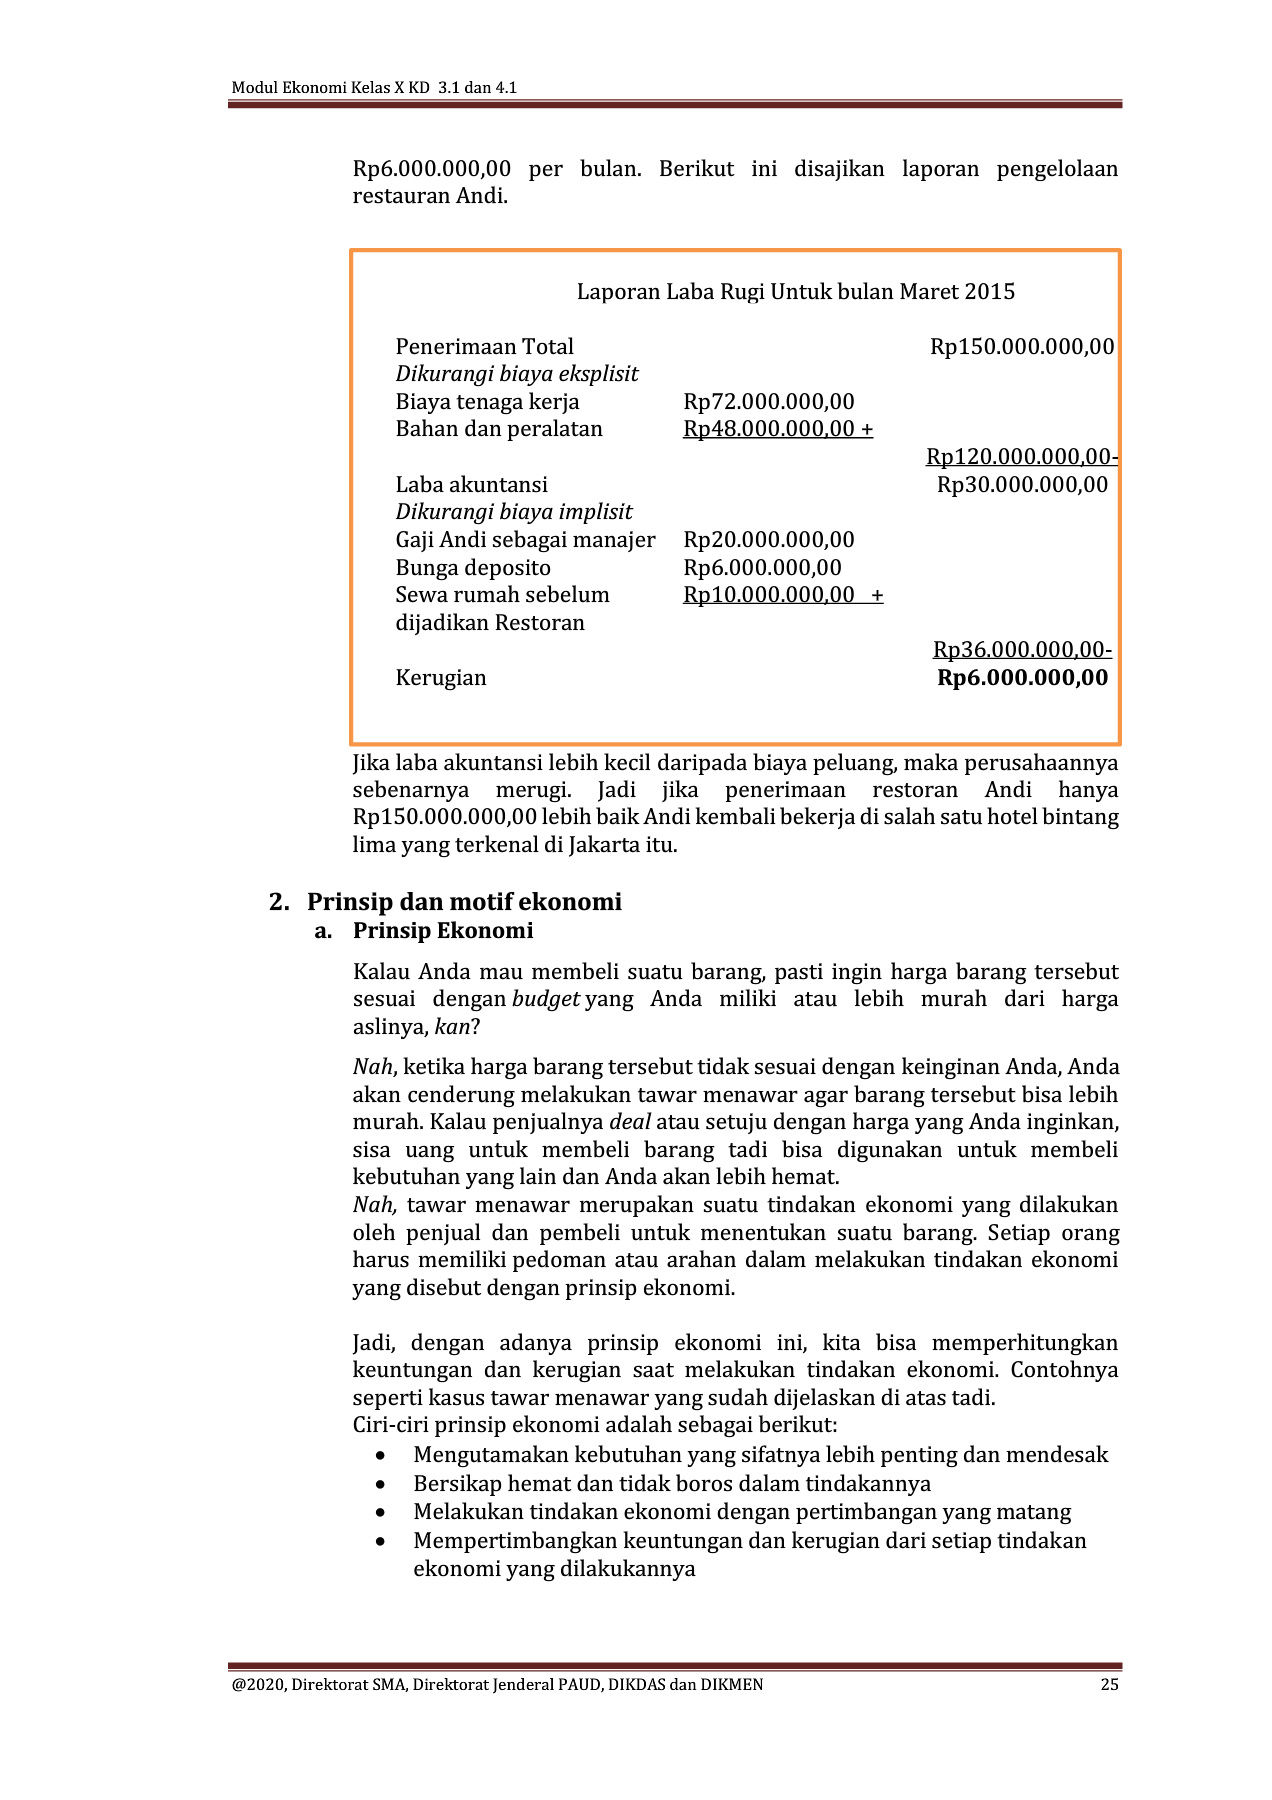 Modul Ekonomi Kelas X KD 3.1 dan 4.1
Rp6.000.000,00 per bulan. Berikut ini disajikan laporan pengelolaan
restauran Andi.
Laporan Laba Rugi Untuk bulan Maret 2015
Penerimaan Total Rp150.000.000,00
Dikurangi biaya eksplisit
Biaya tenaga kerja Rp72.000.000,00
Bahan dan peralatan Rp48.000.000,00 +
Rp120.000.000,00-
Laba akuntansi Rp30.000.000,00
Dikurangi biaya implisit
Gaji Andi sebagai manajer Rp20.000.000,00
Bunga deposito Rp6.000.000,00
Sewa rumah sebelum Rp10.000.000,00 +
dijadikan Restoran
Rp36.000.000,00-
Kerugian Rp6.000.000,00
Jika laba akuntansi lebih kecil daripada biaya peluang, maka perusahaannya
sebenarnya merugi. Jadi jika penerimaan restoran Andi hanya
Rp150.000.000,00 lebih baik Andi kembali bekerja di salah satu hotel bintang
lima yang terkenal di Jakarta itu.
2. Prinsip dan motif ekonomi
a. Prinsip Ekonomi
Kalau Anda mau membeli suatu barang, pasti ingin harga barang tersebut
sesuai dengan budget yang Anda miliki atau lebih murah dari harga
aslinya, kan?
Nah, ketika harga barang tersebut tidak sesuai dengan keinginan Anda, Anda
akan cenderung melakukan tawar menawar agar barang tersebut bisa lebih
murah. Kalau penjualnya deal atau setuju dengan harga yang Anda inginkan,
sisa uang untuk membeli barang tadi bisa digunakan untuk membeli
kebutuhan yang lain dan Anda akan lebih hemat.
Nah, tawar menawar merupakan suatu tindakan ekonomi yang dilakukan
oleh penjual dan pembeli untuk menentukan suatu barang. Setiap orang
harus memiliki pedoman atau arahan dalam melakukan tindakan ekonomi
yang disebut dengan prinsip ekonomi.
Jadi, dengan adanya prinsip ekonomi ini, kita bisa memperhitungkan
keuntungan dan kerugian saat melakukan tindakan ekonomi. Contohnya
seperti kasus tawar menawar yang sudah dijelaskan di atas tadi.
Ciri-ciri prinsip ekonomi adalah sebagai berikut:
• Mengutamakan kebutuhan yang sifatnya lebih penting dan mendesak
• Bersikap hemat dan tidak boros dalam tindakannya
• Melakukan tindakan ekonomi dengan pertimbangan yang matang
• Mempertimbangkan keuntungan dan kerugian dari setiap tindakan
ekonomi yang dilakukannya
@2020, Direktorat SMA, Direktorat Jenderal PAUD, DIKDAS dan DIKMEN 25